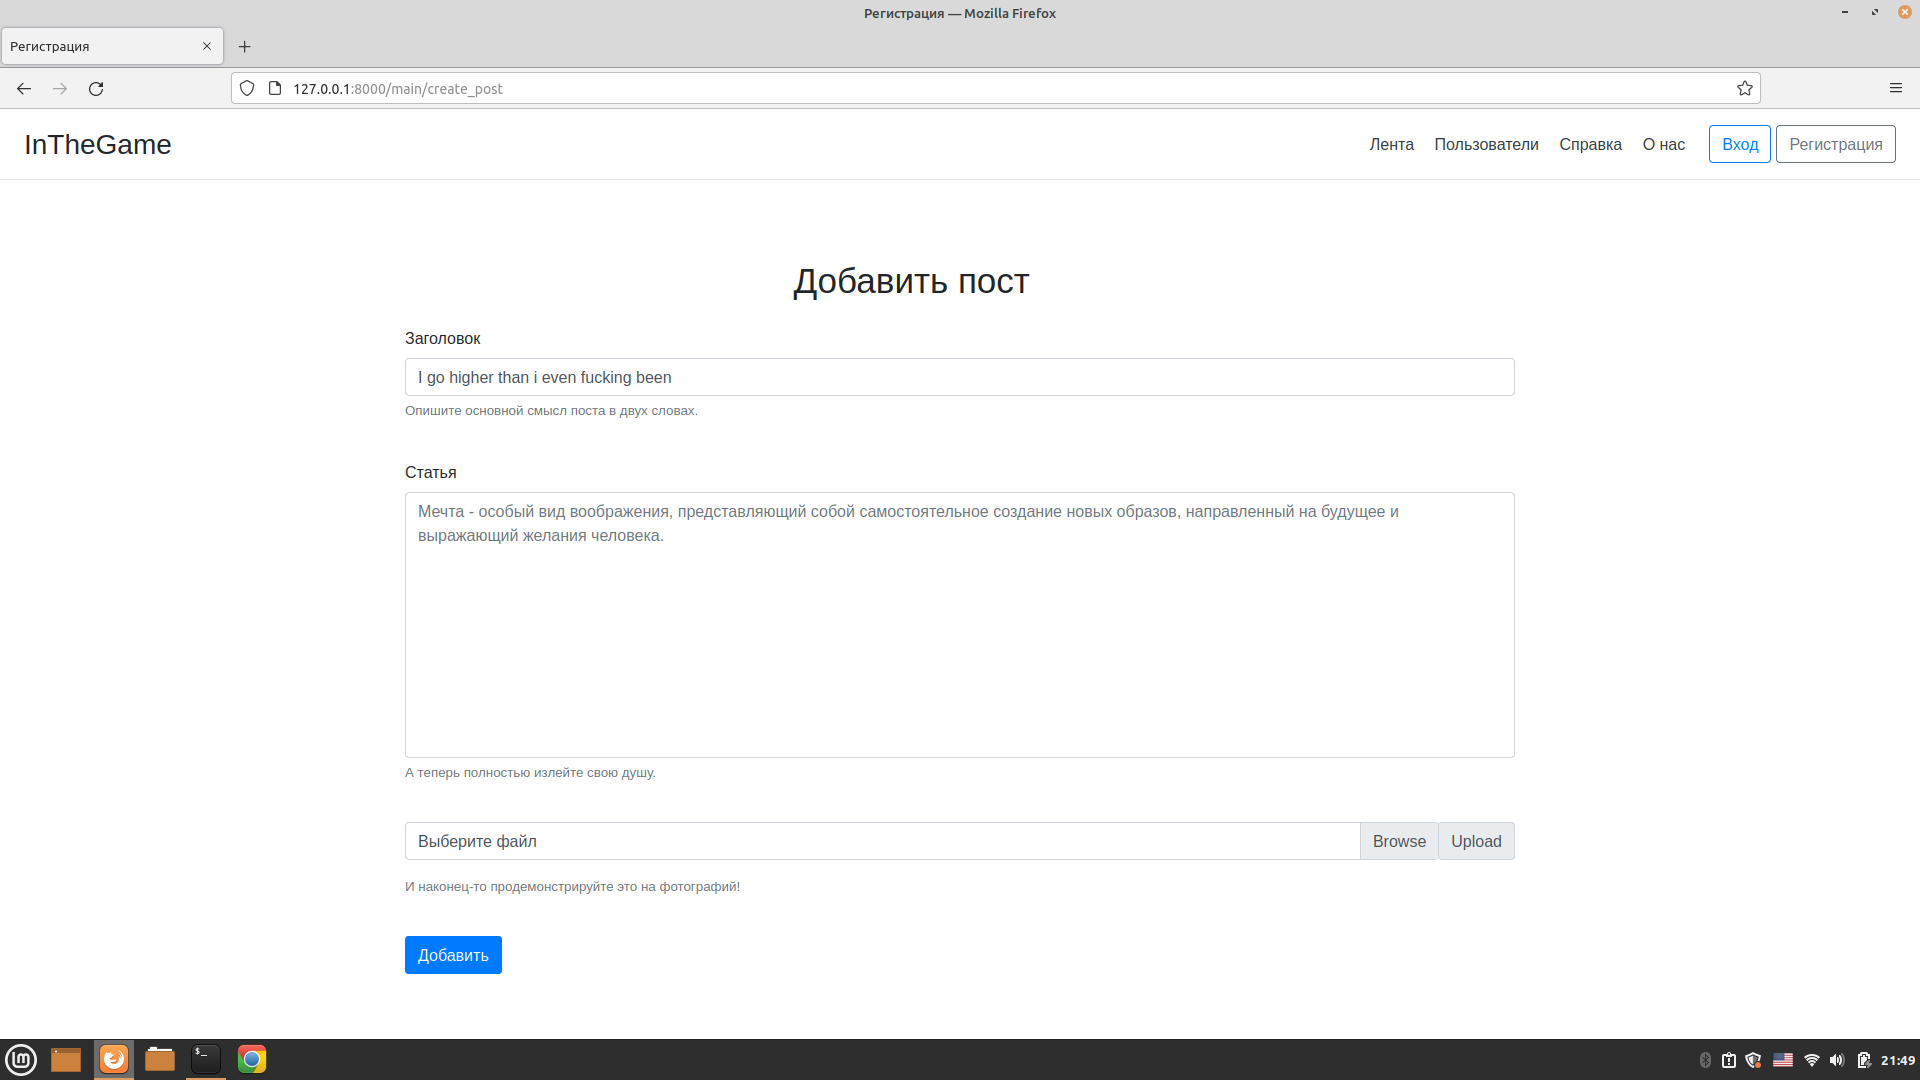 Регистрация — Mozilla Firefox
Регистрация
127.0.0.1:8000/main/create_post
InTheGame
Лента
Пользователи
Справка
О нас
Вход
Регистрация
Добавить пост
Заголовок
I go higher than i even fucking been
Опишите основной смысл поста в двух словах.
Статья
Мечта - особый вид воображения, представляющий собой самостоятельное создание новых образов, направленный на будущее и
выражающий желания человека.
А теперь полностью излейте свою душу.
Выберите файл
Browse
Upload
И наконец-то продемонстрируйте это на фотографий!
Добавить
$_
21:49